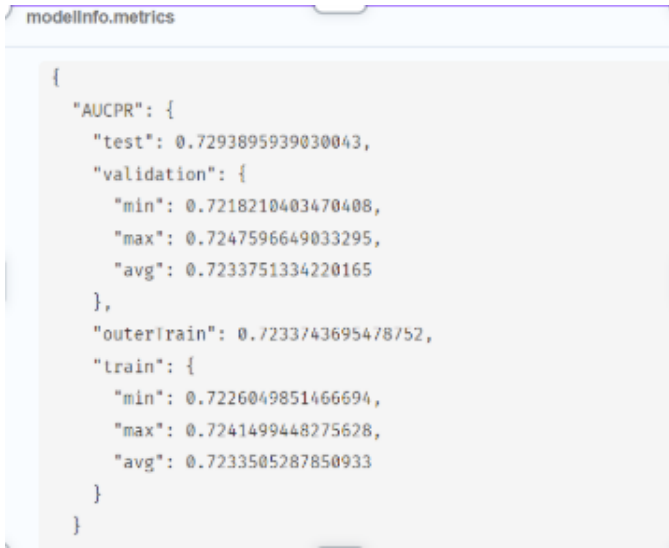 modelInfo.metrics
{
"AUCPR": {
"test": 0.7293895939030043,
"validation": {
"min": 0.7218210403470408,
"max": 0.7247596649033295,
"avg": 0.7233751334220165
},
"outerTrain": 0.7233743695478752,
"train": {
"min": 0.7226049851466694,
"max": 0.7241499448275628,
"avg": 0.7233505287850933
}
}